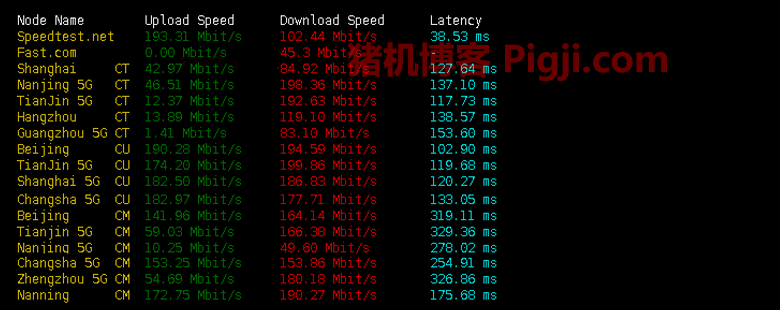 Node Name Upload Speed Download Speed Latency
Speedtest.net 193.31 Mbit/s 102.44 Mbit/s 38.53 ms
Fast.com 0.00 Mbit/s 45.3 Mbit/s -
猪机博客 Pigji.com
Shanghai CT 42.97 Mbit/s 84.92 Mbit/s 127.64 ms
Nanjing 5G CT 46.51 Mbit/s 198.36 Mbit/s 137.10 ms
TianJin 5G CT 12.37 Mbit/s 192.63 Mbit/s 117.73 ms
Hangzhou CT 13.89 Mbit/s 119.10 Mbit/s 138.57 ms
Guangzhou 5G CT 1.41 Mbit/s 83.10 Mbit/s 153.60 ms
Beijing CU 190.28 Mbit/s 194.59 Mbit/s 102.90 ms
TianJin 5G CU 174.20 Mbit/s 199.86 Mbit/s 119.68 ms
Shanghai 5G CU 182.50 Mbit/s 186.83 Mbit/s 120.27 ms
Changsha 5G CU 182.97 Mbit/s 177.71 Mbit/s 133.05 ms
Beijing CM 141.96 Mbit/s 164.14 Mbit/s 319.11 ms
Tianjin 5G CM 59.03 Mbit/s 166.38 Mbit/s 329.36 ms
Nanjing 5G CM 10.25 Mbit/s 49.60 Mbit/s 278.02 ms
Changsha 5G CM 153.25 Mbit/s 153.86 Mbit/s 254.91 ms
Zhengzhou 5G CM 54.69 Mbit/s 180.18 Mbit/s 326.86 ms
Nanning CM 172.75 Mbit/s 190.27 Mbit/s 175.68 ms